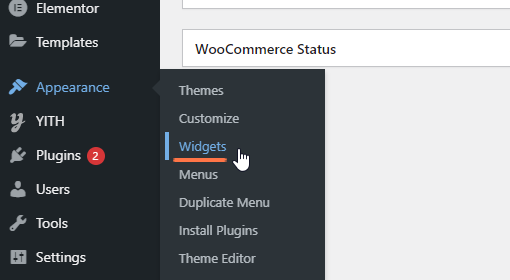 Elementor
Templates
WooCommerce Status
Appearance
Themes
Customize
YITH
Widgets
Plugins 2
Menus
Users
Duplicate Menu
Tools
Install Plugins
Settings
Theme Editor